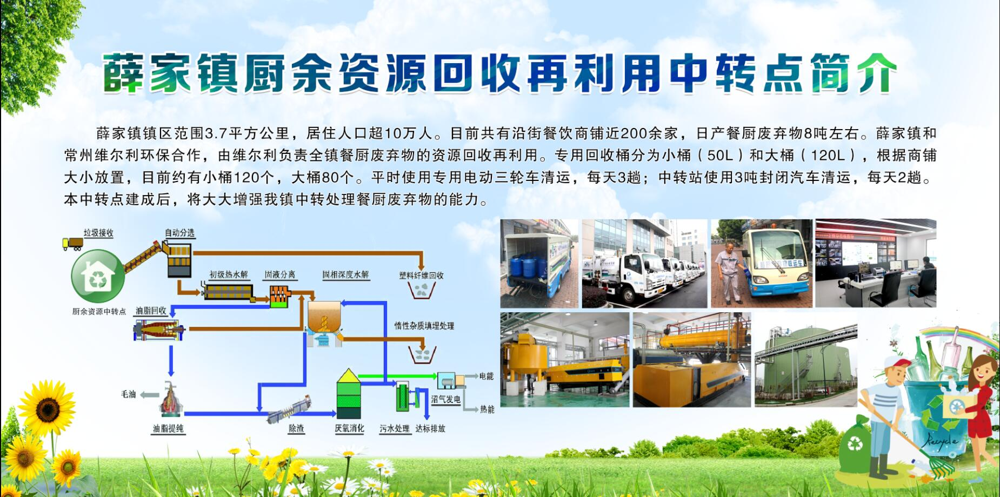 薛家镇厨余资源回收再利用中转点简介
薛家镇镇区范围3.7平方公里，居住人口超10万人。目前共有沿街餐饮商铺近200余家，日产餐厨废弃物8吨左右。薛家镇和
常州维尔利环保合作，由维尔利负责全镇餐厨废弃物的资源回收再利用。专用回收桶分为小桶（50L）和大桶（120L），根据商铺
大小放置，目前约有小桶120个，大桶80个。平时使用专用电动三轮车清运，每天3趟；中转站使用3吨封闭汽车清运，每天2趟。
本中转点建成后，将大大增强我镇中转处理餐厨废弃物的能力。
垃圾接收
自动分选
初级热水解
固液分离
固相深度水解
塑料纤维回收
厨余资源中转点
油脂回收
惰性杂质填埋处理
电能
毛油
沼气发电
热能
油脂提纯
除渣
厌氧消化
污水处理
达标排放
Recycle